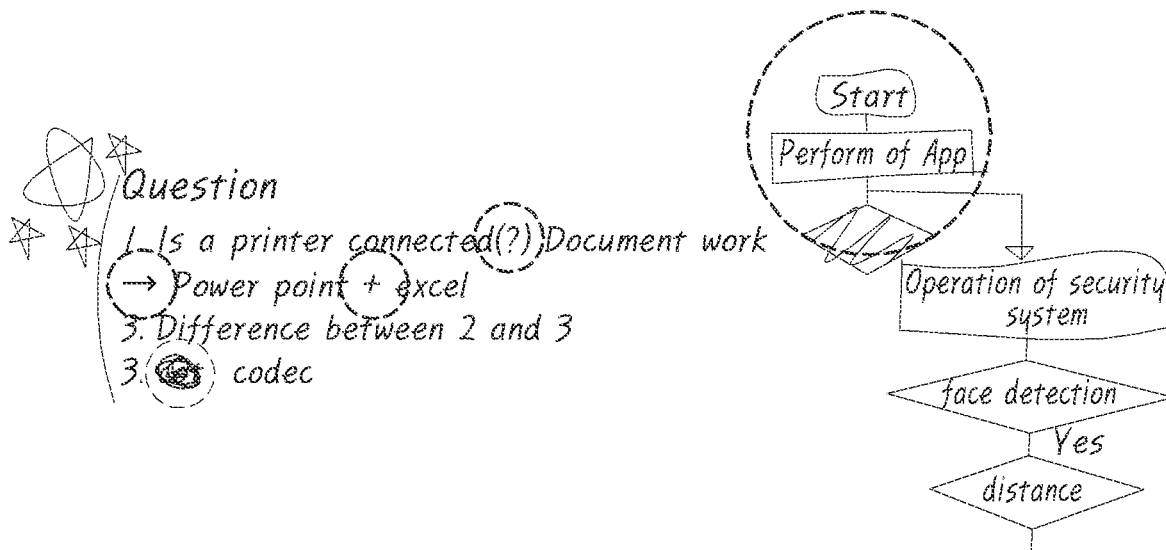 Question
1. Is a printer connected(?) Document work
→ Power point + excel
3. Difference between 2 and 3
3. codec
Start
Perform of App
Operation of security
system
face detection
Yes
distance